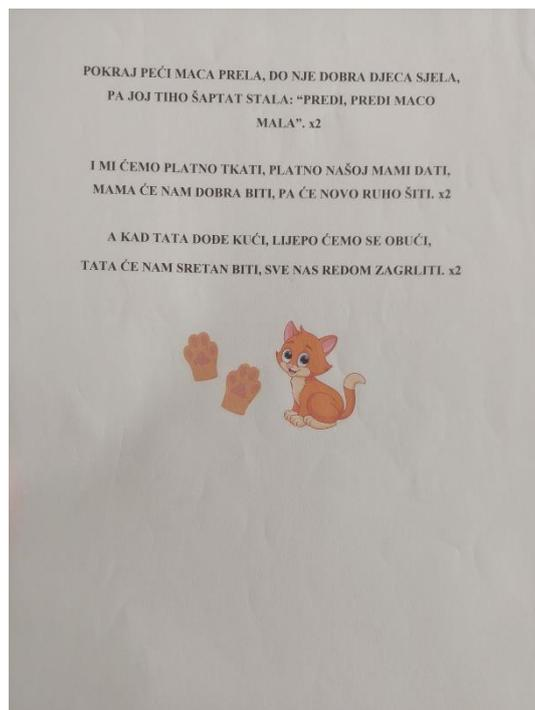 POKRAJ PEĆI MACA PRELA, DO NJE DOBRA DJECA SJELA,
PA JOJ TIHO ŠAPTAT STALA: “PREDI, PREDI MACO
MALA”. x2
I MI ĆEMO PLATNO TKATI, PLATNO NAŠOJ MAMI DATI,
MAMA ĆE NAM DOBRA BITI, PA ĆE NOVO RUHO ŠITI. x2
A KAD TATA DOĐE KUĆI, LIJEPO ĆEMO SE OBUĆI,
TATA ĆE NAM SRETAN BITI, SVE NAS REDOM ZAGRLITI. x2